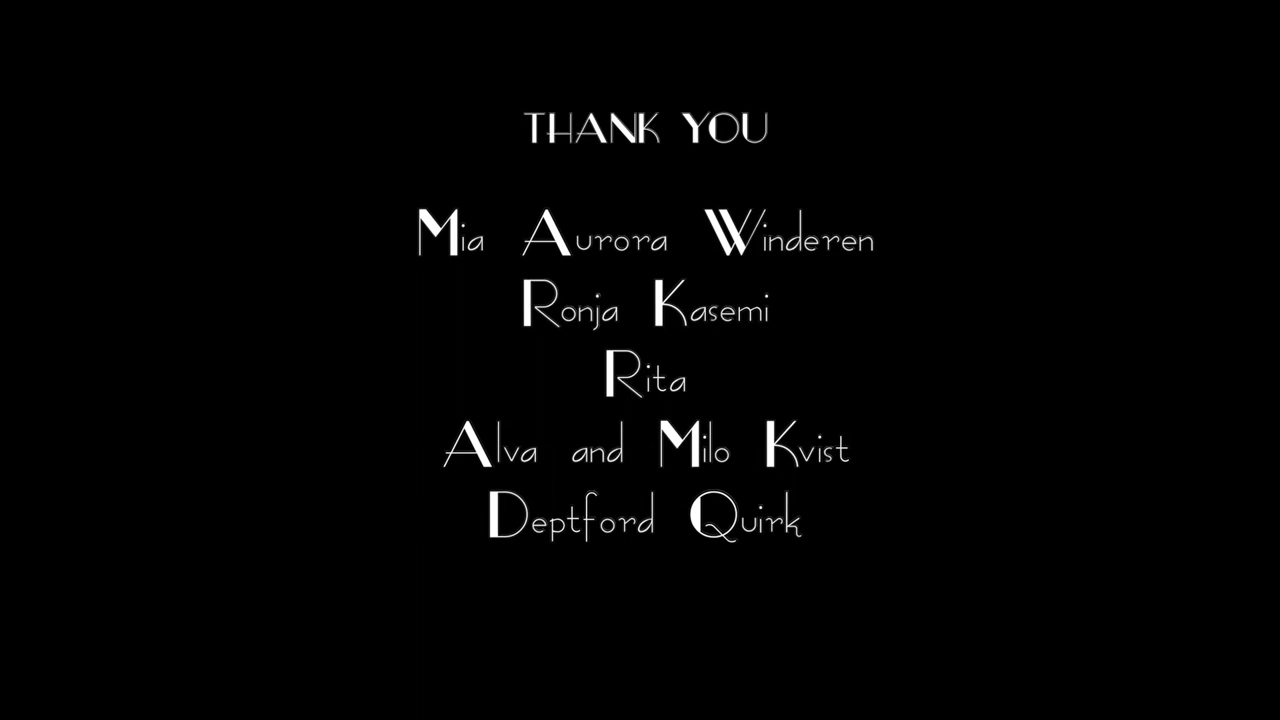 THANK YOU
Mia Aurora Winderen
Ronja Kasemi
Rita
Alva and Milo Kvist
Deptford Quirk